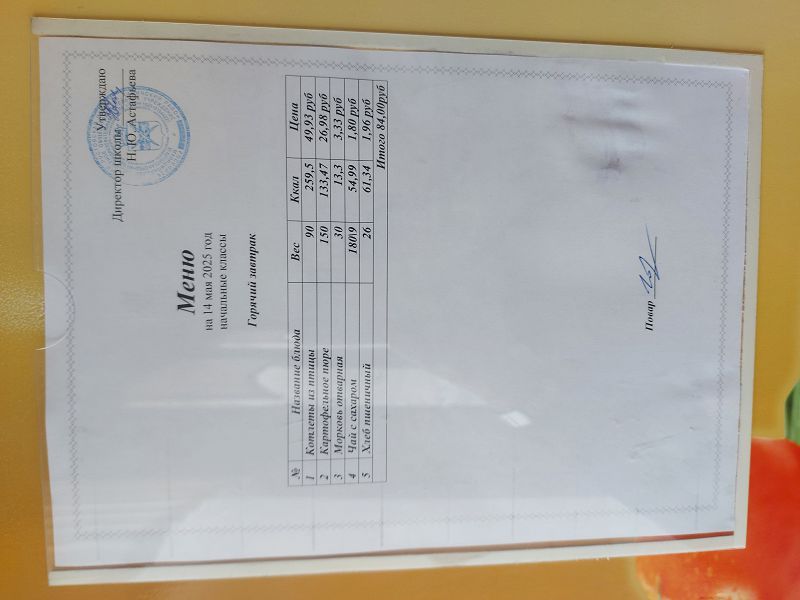 Утверждаю
Директор школы
Н. Ю. Астафьева
Меню
на 14 мая 2025 год
начальные классы
Горячий завтрак
№ Название блюда Вес Ккал Цена
1 Котлеты из птицы 90 259,5 49,93 руб
2 Картофельное пюре 150 133,47 26,98 руб
3 Морковь отварная 30 13,3 3,33 руб
4 Чай с сахаром 180\9 54,99 1,80 руб
5 Хлеб пшеничный 26 61,34 1,96 руб
Итого 84,00руб
Повар